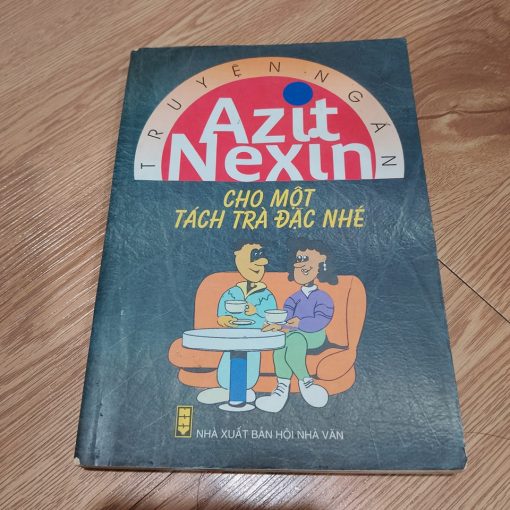 TRUYỆN NGẮN
Azit
Nexin
CHO MỘT
TÁCH TRÀ ĐẶC NHÉ
NHÀ XUẤT BẢN HỘI NHÀ VĂN